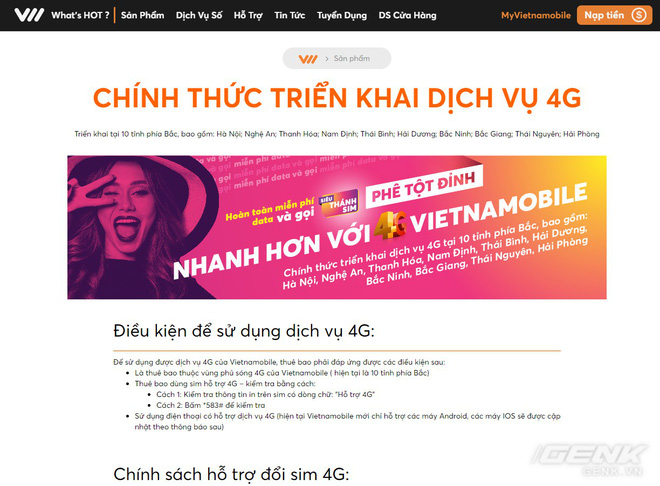 What's HOT ? Sản Phẩm Dịch Vụ Số Hỗ Trợ Tin Tức Tuyển Dụng DS Cửa Hàng MyVietnamobile Nạp tiền
> Sản phẩm
CHÍNH THỨC TRIỂN KHAI DỊCH VỤ 4G
Triển khai tại 10 tỉnh phía Bắc, bao gồm: Hà Nội; Nghệ An; Thanh Hóa; Nam Định; Thái Bình; Hải Dương; Bắc Ninh; Bắc Giang; Thái Nguyên; Hải Phòng
miễn phí data và gọi
Hoàn toàn miễn phí
data và gọi
SIÊU
THÁNH
SIM
PHÊ TỘT ĐỈNH
NHANH HƠN VỚI 4G VIETNAMOBILE
Chính thức triển khai dịch vụ 4G tại 10 tỉnh phía Bắc, bao gồm:
Hà Nội, Nghệ An, Thanh Hóa, Nam Định, Thái Bình, Hải Dương,
Bắc Ninh, Bắc Giang, Thái Nguyên, Hải Phòng
Điều kiện để sử dụng dịch vụ 4G:
Để sử dụng được dịch vụ 4G của Vietnamobile, thuê bao phải đáp ứng được các điều kiện sau:
• Là thuê bao thuộc vùng phủ sóng 4G của Vietnamobile ( hiện tại là 10 tỉnh phía Bắc)
• Thuê bao dùng sim hỗ trợ 4G – kiểm tra bằng cách:
• Cách 1: Kiểm tra thông tin in trên sim có dòng chữ: "Hỗ trợ 4G"
• Cách 2: Bấm *583# để kiểm tra
• Sử dụng điện thoại có hỗ trợ dịch vụ 4G (hiện tại Vietnamobile mới chỉ hỗ trợ các máy Android, các máy IOS sẽ được cập
nhật theo thông báo sau)
Chính sách hỗ trợ đổi sim 4G:
GENK
GENK.VN